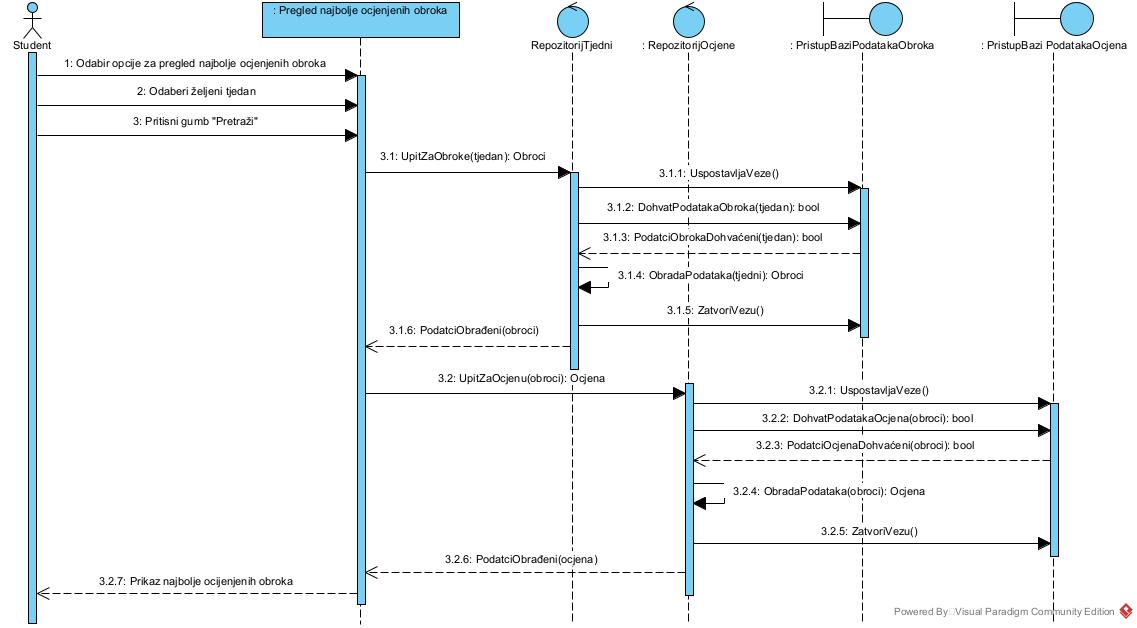 : Pregled najbolje ocjenjenih obroka
Student
RepozitorijTjedni
: RepozitorijOcjene
: PristupBaziPodatakaObroka
: PristupBazi PodatakaOcjena
1: Odabir opcije za pregled najbolje ocjenjenih obroka
2: Odaberi željeni tjedan
3: Pritisni gumb "Pretraži"
3.1: UpitZaObroke(tjedan): Obroci
3.1.1: UspostavljaVeze()
3.1.2: DohvatPodatakaObroka(tjedan): bool
3.1.3: PodatciObrokaDohvaćeni(tjedan): bool
3.1.4: ObradaPodataka(tjedni): Obroci
3.1.5: ZatvoriVezu()
3.1.6: PodatciObrađeni(obroci)
3.2: UpitZaOcjenu(obroci): Ocjena
3.2.1: UspostavljaVeze()
3.2.2: DohvatPodatakaOcjena(obroci): bool
3.2.3: PodatciOcjenaDohvaćeni(obroci): bool
3.2.4: ObradaPodataka(obroci): Ocjena
3.2.5: ZatvoriVezu()
3.2.6: PodatciObrađeni(ocjena)
3.2.7: Prikaz najbolje ocijenjenih obroka
Powered By Visual Paradigm Community Edition